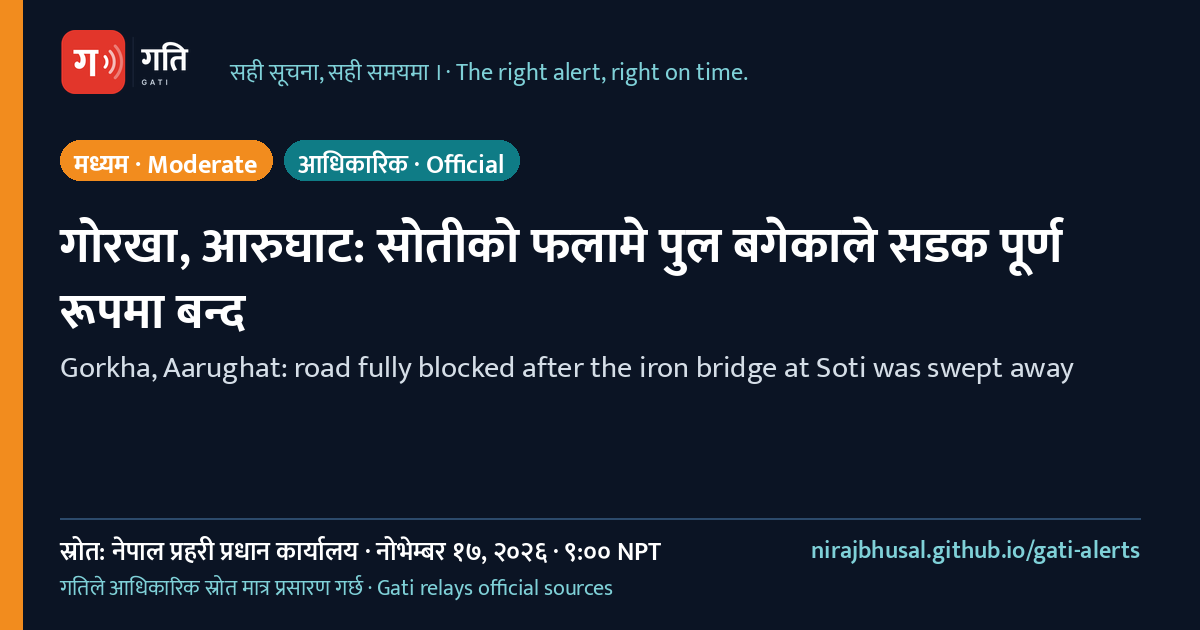 ग गति
GATI
सही सूचना, सही समयमा । · The right alert, right on time.
मध्यम · Moderate
आधिकारिक · Official
गोरखा, आरुघाट: सोतीको फलामे पुल बगेकाले सडक पूर्ण
रूपमा बन्द
Gorkha, Aarughat: road fully blocked after the iron bridge at Soti was swept away
स्रोत: नेपाल प्रहरी प्रधान कार्यालय · नोभेम्बर १७, २०२६ · ९:०० NPT
nirajbhusal.github.io/gati-alerts
गतिले आधिकारिक स्रोत मात्र प्रसारण गर्छ · Gati relays official sources